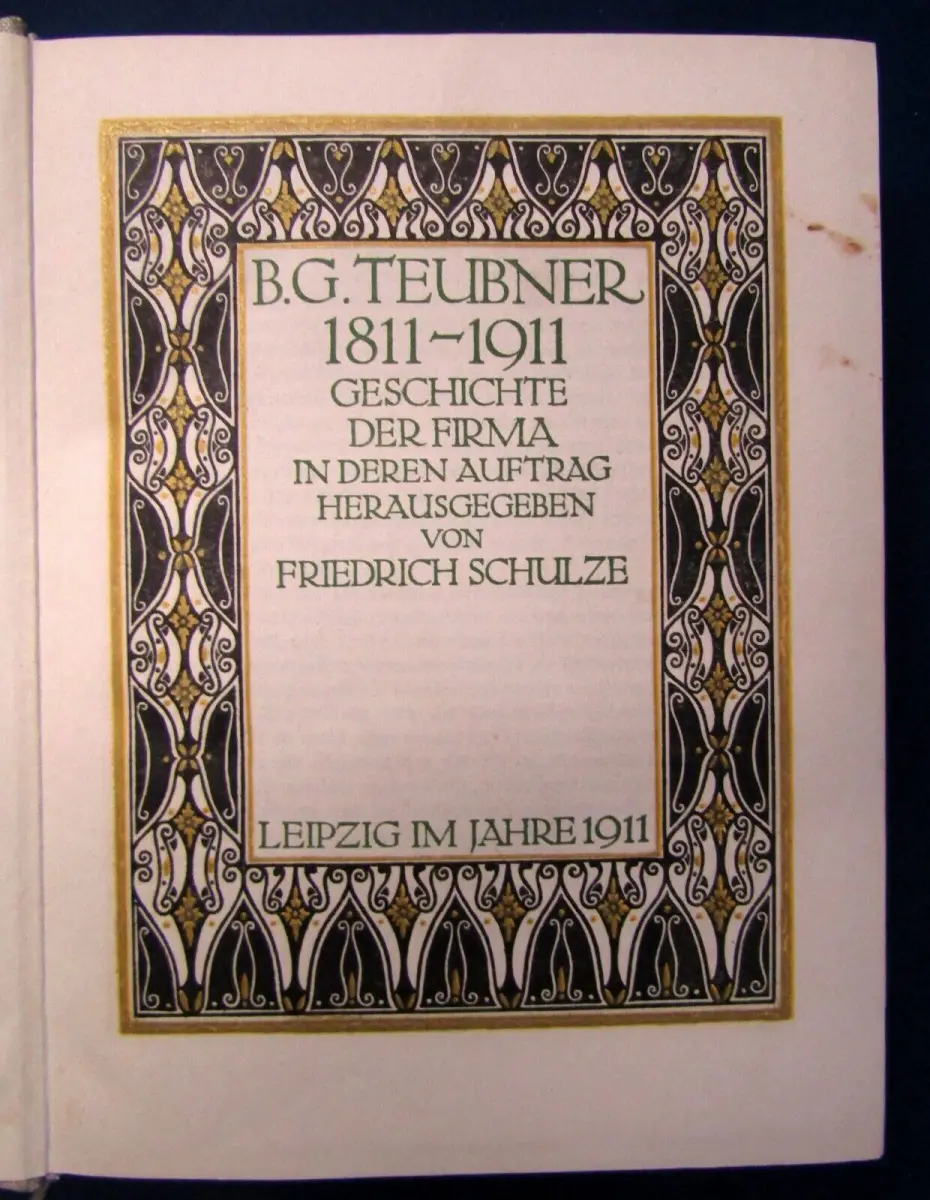 B.G. TEUBNER
1811–1911
GESCHICHTE
DER FIRMA
IN DEREN AUFTRAG
HERAUSGEGEBEN
VON
FRIEDRICH SCHULZE
LEIPZIG IM JAHRE 1911